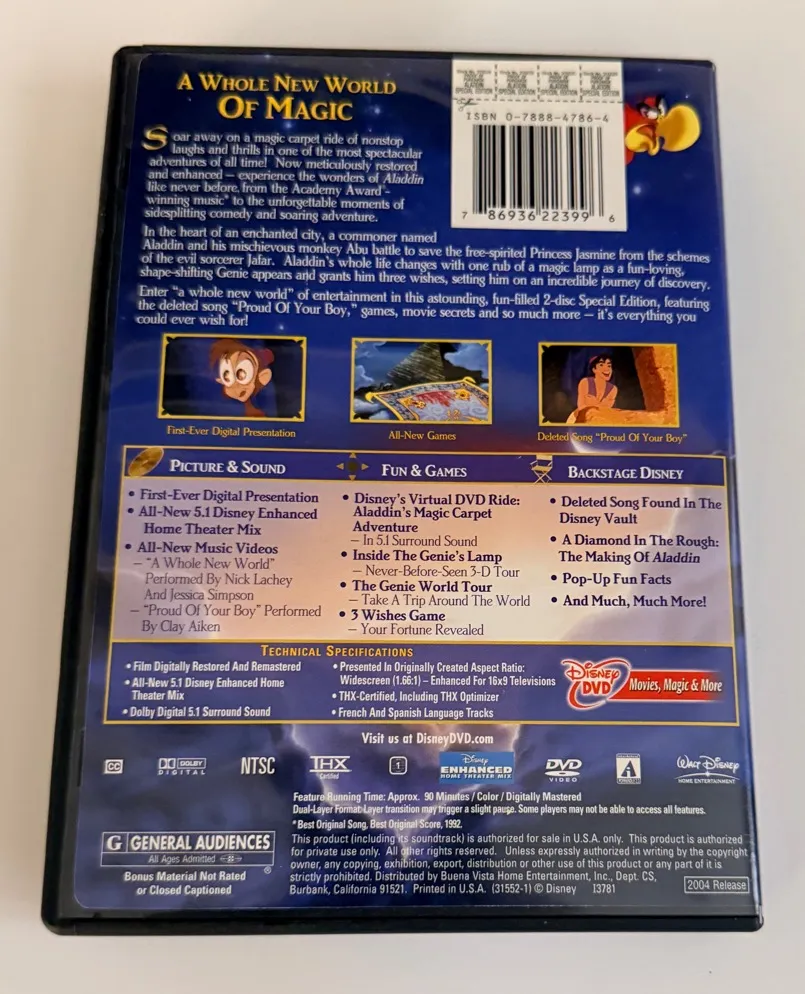 A WHOLE NEW WORLD
OF MAGIC
Soar away on a magic carpet ride of nonstop
laughs and thrills in one of the most spectacular
adventures of all time! Now meticulously restored
and enhanced – experience the wonders of Aladdin
like never before, from the Academy Award®-
winning music* to the unforgettable moments of
sidesplitting comedy and soaring adventure.
In the heart of an enchanted city, a commoner named
Aladdin and his mischievous monkey Abu battle to save the free-spirited Princess Jasmine from the schemes
of the evil sorcerer Jafar. Aladdin's whole life changes with one rub of a magic lamp as a fun-loving,
shape-shifting Genie appears and grants him three wishes, setting him on an incredible journey of discovery.
Enter "a whole new world" of entertainment in this astounding, fun-filled 2-disc Special Edition, featuring
the deleted song "Proud Of Your Boy," games, movie secrets and so much more – it's everything you
could ever wish for!
ALADDIN ALADDIN ALADDIN ALADDIN
SPECIAL EDITION SPECIAL EDITION SPECIAL EDITION SPECIAL EDITION
ISBN 0-7888-4786-4
7 86936 22399 6
First-Ever Digital Presentation
All-New Games
Deleted Song "Proud Of Your Boy"
PICTURE & SOUND
• First-Ever Digital Presentation
• All-New 5.1 Disney Enhanced
Home Theater Mix
• All-New Music Videos
– "A Whole New World"
Performed By Nick Lachey
And Jessica Simpson
– "Proud Of Your Boy" Performed
By Clay Aiken
FUN & GAMES
• Disney's Virtual DVD Ride:
Aladdin's Magic Carpet
Adventure
– In 5.1 Surround Sound
• Inside The Genie's Lamp
– Never-Before-Seen 3-D Tour
• The Genie World Tour
– Take A Trip Around The World
• 3 Wishes Game
– Your Fortune Revealed
BACKSTAGE DISNEY
• Deleted Song Found In The
Disney Vault
• A Diamond In The Rough:
The Making Of Aladdin
• Pop-Up Fun Facts
• And Much, Much More!
TECHNICAL SPECIFICATIONS
• Film Digitally Restored And Remastered
• All-New 5.1 Disney Enhanced Home
Theater Mix
• Dolby Digital 5.1 Surround Sound
• Presented In Originally Created Aspect Ratio:
Widescreen (1.66:1) – Enhanced For 16x9 Televisions
• THX-Certified, Including THX Optimizer
• French And Spanish Language Tracks
Disney DVD
Movies, Magic & More
Visit us at DisneyDVD.com
CC
DOLBY
DIGITAL
NTSC
THX
Certified
1
Disney
ENHANCED
HOME THEATER MIX
DVD
VIDEO
Walt Disney
HOME ENTERTAINMENT
Feature Running Time: Approx. 90 Minutes / Color / Digitally Mastered
Dual-Layer Format: Layer transition may trigger a slight pause. Some players may not be able to access all features.
*Best Original Song, Best Original Score, 1992.
G GENERAL AUDIENCES
All Ages Admitted
®
Bonus Material Not Rated
or Closed Captioned
This product (including its soundtrack) is authorized for sale in U.S.A. only. This product is authorized
for private use only. All other rights reserved. Unless expressly authorized in writing by the copyright
owner, any copying, exhibition, export, distribution or other use of this product or any part of it is
strictly prohibited. Distributed by Buena Vista Home Entertainment, Inc., Dept. CS,
Burbank, California 91521. Printed in U.S.A. (31552-1) © Disney I3781
2004 Release